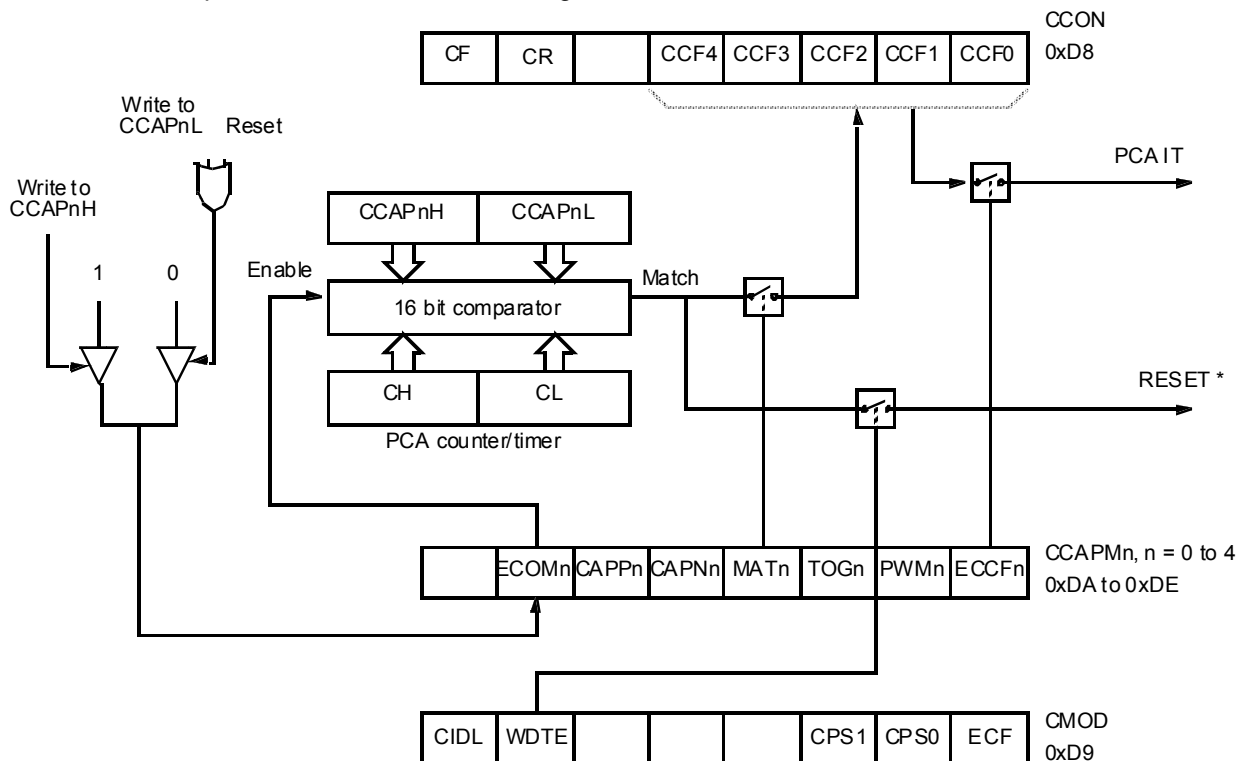 CCON
CF CR CCF4 CCF3 CCF2 CCF1 CCF0 0xD8
Write to
CCAPnL Reset
PCA IT
Write to
CCAPnH
CCAPnH CCAPnL
1 0 Enable Match
16 bit comparator
CH CL
RESET *
PCA counter/timer
ECOMn CAPPn CAPNn MATn TOGn PWMn ECCFn CCAPMn, n = 0 to 4
0xDA to 0xDE
CMOD
CIDL WDTE CPS1 CPS0 ECF
0xD9